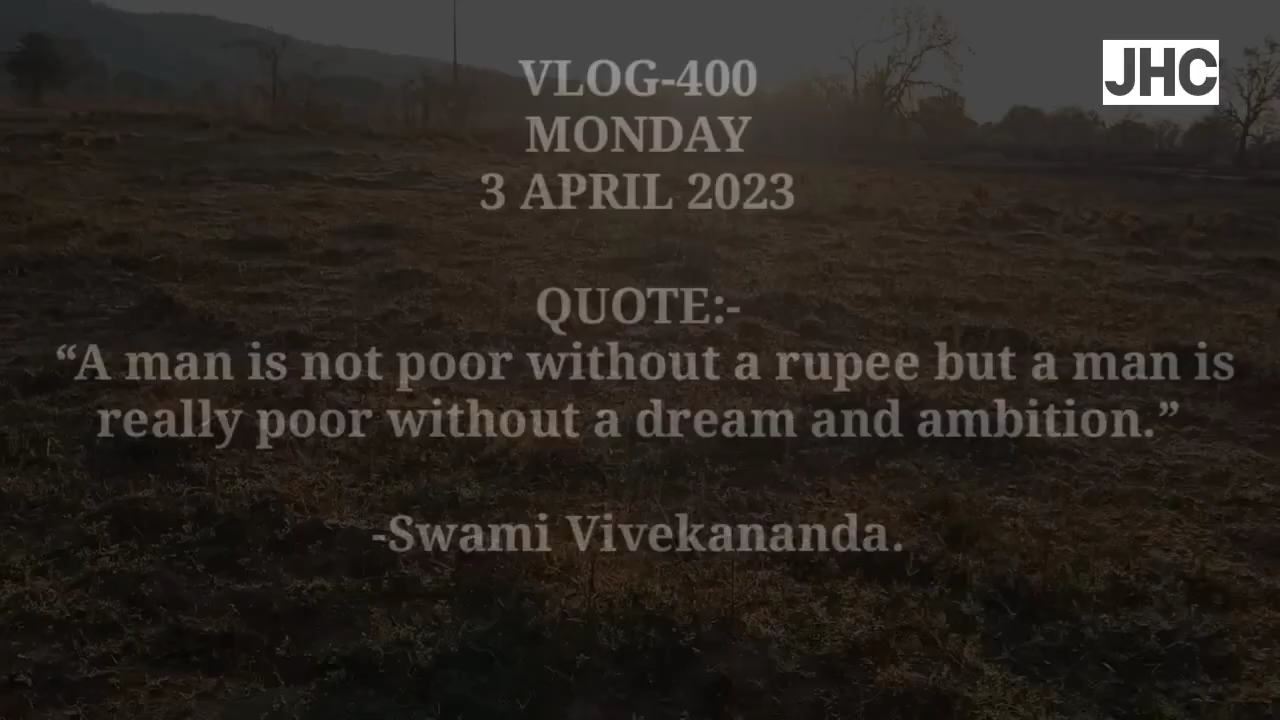 JHC
VLOG-400
MONDAY
3 APRIL 2023
QUOTE:-
“A man is not poor without a rupee but a man is
really poor without a dream and ambition.”
-Swami Vivekananda.